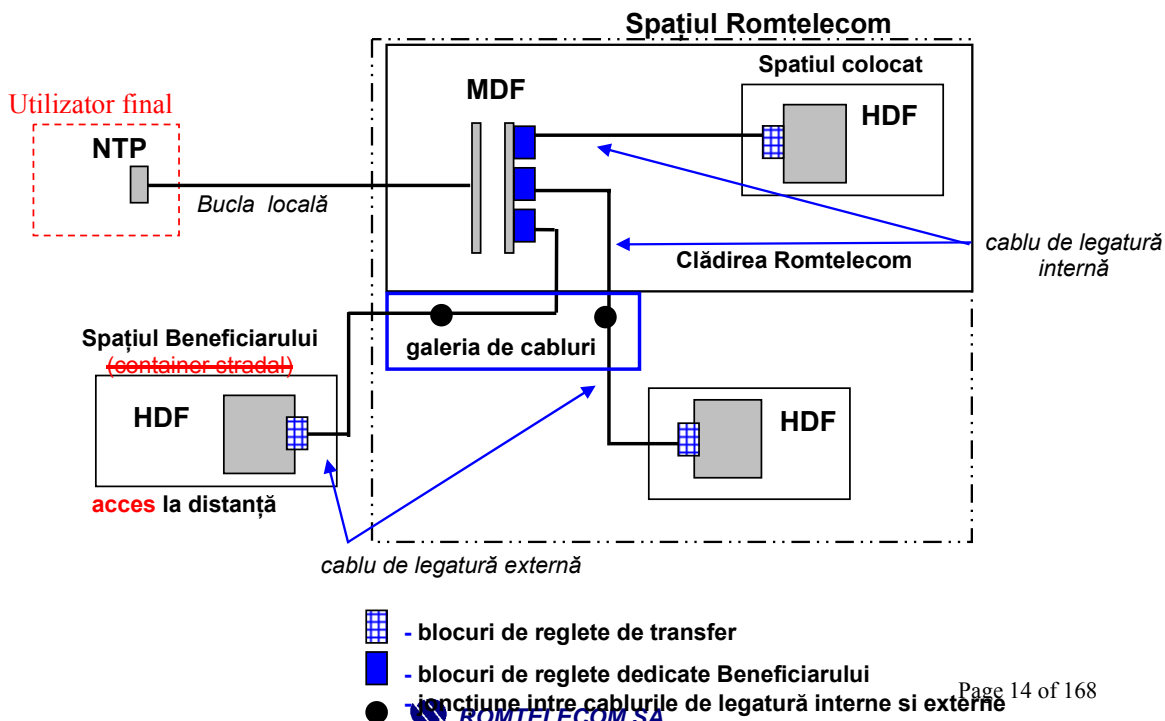 Spațiul Romtelecom
Spatiul colocat
MDF
HDF
Utilizator final
NTP
Bucla locală
cablu de legatură
internă
Clădirea Romtelecom
Spațiul Beneficiarului
(container stradal)
galeria de cabluri
HDF
HDF
acces la distanță
cablu de legatură externă
- blocuri de reglete de transfer
- blocuri de reglete dedicate Beneficiarului
- joncțiune intre cablurile de legatură interne si externe
Page 14 of 168
ROMTELECOM SA